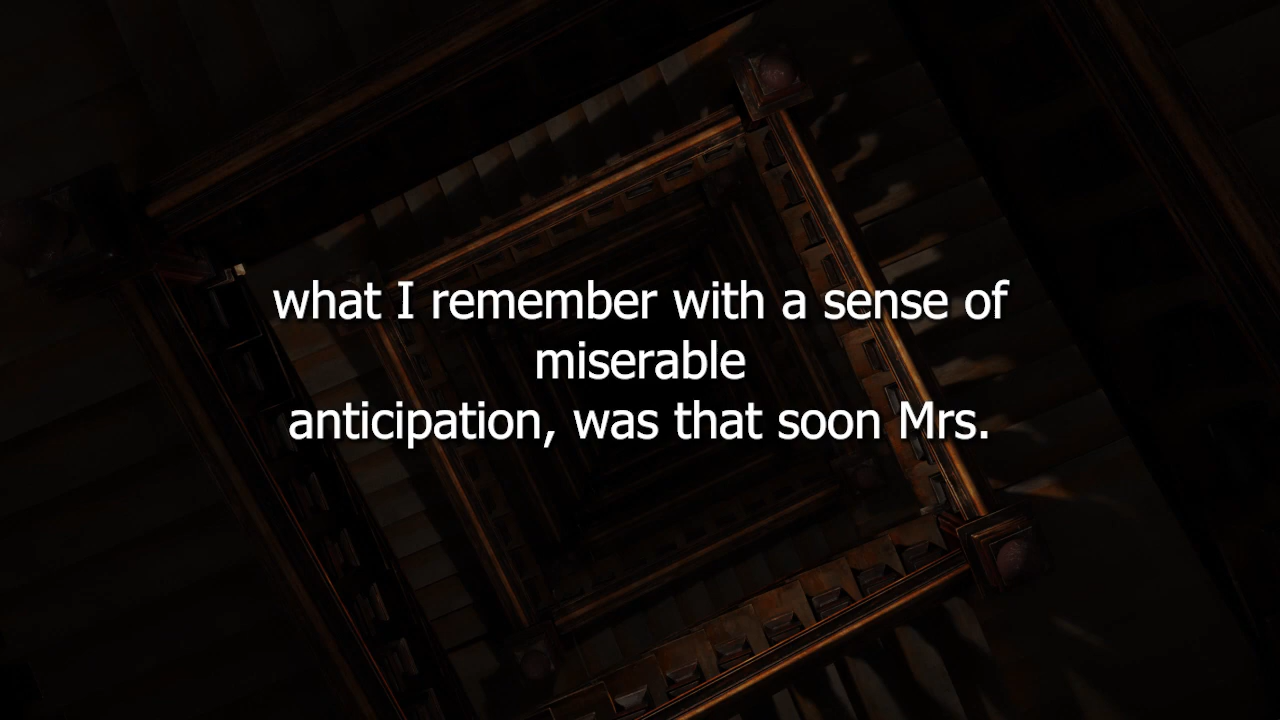 what I remember with a sense of
miserable
anticipation, was that soon Mrs.